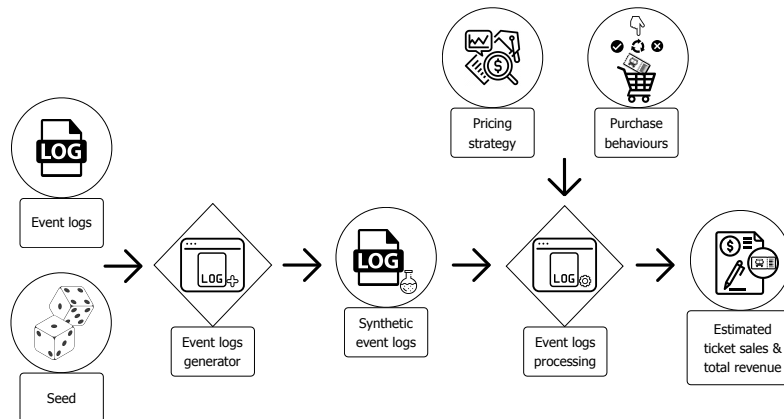 Pricing
strategy
Purchase
behaviours
LOG
Event logs
LOG
Event logs
generator
LOG
Synthetic
event logs
LOG
Event logs
processing
Estimated
ticket sales &
total revenue
Seed